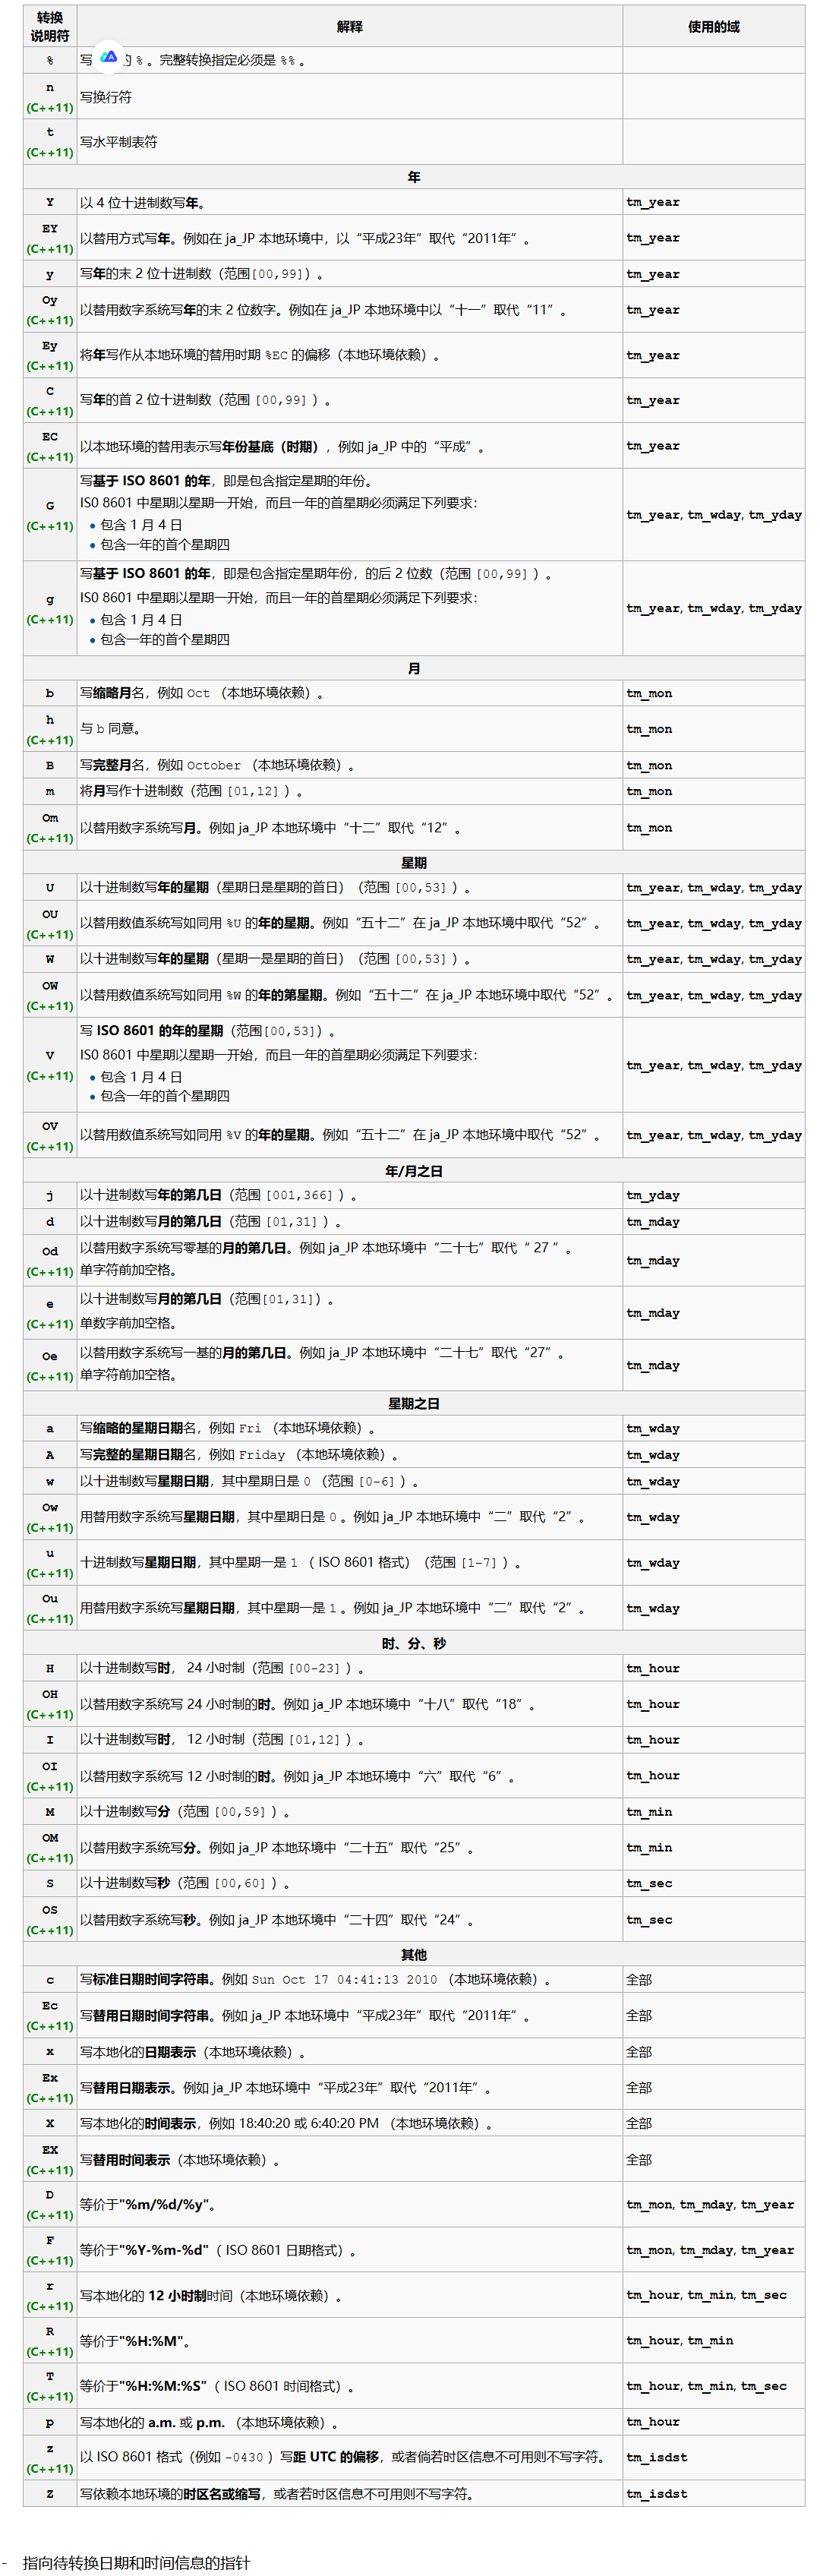 转换 解释 使用的域
说明符
% 写 的 % 。完整转换指定必须是 %% 。
n
(C++11) 写换行符
t
(C++11) 写水平制表符
年
Y 以 4 位十进制数写年。 tm_year
EY
(C++11) 以替用方式写年。例如在 ja_JP 本地环境中，以“平成23年”取代“2011年”。 tm_year
y 写年的末 2 位十进制数（范围[00,99]）。 tm_year
Oy
(C++11) 以替用数字系统写年的末 2 位数字。例如在 ja_JP 本地环境中以“十一”取代“11”。 tm_year
Ey
(C++11) 将年写作从本地环境的替用时期 %EC 的偏移（本地环境依赖）。 tm_year
C
(C++11) 写年的首 2 位十进制数（范围 [00,99] ）。 tm_year
EC
(C++11) 以本地环境的替用表示写年份基底（时期）, 例如 ja_JP 中的“平成”。 tm_year
G
(C++11) 写基于 ISO 8601 的年，即是包含指定星期的年份。 tm_year, tm_wday, tm_yday
IS0 8601 中星期以星期一开始，而且一年的首星期必须满足下列要求：
• 包含 1 月 4 日
• 包含一年的首个星期四
g
(C++11) 写基于 ISO 8601 的年，即是包含指定星期年份，的后 2 位数（范围 [00,99] ）。 tm_year, tm_wday, tm_yday
IS0 8601 中星期以星期一开始，而且一年的首星期必须满足下列要求：
• 包含 1 月 4 日
• 包含一年的首个星期四
月
b 写缩略月名，例如 Oct （本地环境依赖）。 tm_mon
h
(C++11) 与 b 同意。 tm_mon
B 写完整月名，例如 October （本地环境依赖）。 tm_mon
m 将月写作十进制数（范围 [01,12] ）。 tm_mon
Om
(C++11) 以替用数字系统写月。例如 ja_JP 本地环境中“十二”取代“12”。 tm_mon
星期
U 以十进制数写年的星期（星期日是星期的首日）（范围 [00,53] ）。 tm_year, tm_wday, tm_yday
OU
(C++11) 以替用数值系统写如同用 %U 的年的星期。例如“五十二”在 ja_JP 本地环境中取代“52”。 tm_year, tm_wday, tm_yday
W 以十进制数写年的星期（星期一是星期的首日）（范围 [00,53] ）。 tm_year, tm_wday, tm_yday
OW
(C++11) 以替用数值系统写如同用 %W 的年的第星期。例如“五十二”在 ja_JP 本地环境中取代“52”。 tm_year, tm_wday, tm_yday
V
(C++11) 写 ISO 8601 的年的星期（范围[00,53]）。 tm_year, tm_wday, tm_yday
IS0 8601 中星期以星期一开始，而且一年的首星期必须满足下列要求：
• 包含 1 月 4 日
• 包含一年的首个星期四
OV
(C++11) 以替用数值系统写如同用 %V 的年的星期。例如“五十二”在 ja_JP 本地环境中取代“52”。 tm_year, tm_wday, tm_yday
年/月之日
j 以十进制数写年的第几日（范围 [001,366] ）。 tm_yday
d 以十进制数写月的第几日（范围 [01,31] ）。 tm_mday
Od
(C++11) 以替用数字系统写零基的月的第几日。例如 ja_JP 本地环境中“二十七”取代“ 27 ”。 tm_mday
单字符前加空格。
e
(C++11) 以十进制数写月的第几日（范围[01,31]）。 tm_mday
单数字前加空格。
Oe
(C++11) 以替用数字系统写一基的月的第几日。例如 ja_JP 本地环境中“二十七”取代“27”。 tm_mday
单字符前加空格。
星期之日
a 写缩略的星期日期名，例如 Fri （本地环境依赖）。 tm_wday
A 写完整的星期日期名，例如 Friday （本地环境依赖）。 tm_wday
w 以十进制数写星期日期，其中星期日是 0 （范围 [0-6] ）。 tm_wday
Ow
(C++11) 用替用数字系统写星期日期，其中星期日是 0 。例如 ja_JP 本地环境中“二”取代“2”。 tm_wday
u
(C++11) 十进制数写星期日期，其中星期一是 1 （ ISO 8601 格式）（范围 [1-7] ）。 tm_wday
Ou
(C++11) 用替用数字系统写星期日期，其中星期一是 1 。例如 ja_JP 本地环境中“二”取代“2”。 tm_wday
时、分、秒
H 以十进制数写时， 24 小时制（范围 [00-23] ）。 tm_hour
OH
(C++11) 以替用数字系统写 24 小时制的时。例如 ja_JP 本地环境中“十八”取代“18”。 tm_hour
I 以十进制数写时， 12 小时制（范围 [01,12] ）。 tm_hour
OI
(C++11) 以替用数字系统写 12 小时制的时。例如 ja_JP 本地环境中“六”取代“6”。 tm_hour
M 以十进制数写分（范围 [00,59] ）。 tm_min
OM
(C++11) 以替用数字系统写分。例如 ja_JP 本地环境中“二十五”取代“25”。 tm_min
S 以十进制数写秒（范围 [00,60] ）。 tm_sec
OS
(C++11) 以替用数字系统写秒。例如 ja_JP 本地环境中“二十四”取代“24”。 tm_sec
其他
c 写标准日期时间字符串。例如 Sun Oct 17 04:41:13 2010 （本地环境依赖）。 全部
Ec
(C++11) 写替用日期时间字符串。例如 ja_JP 本地环境中“平成23年”取代“2011年”。 全部
x 写本地化的日期表示（本地环境依赖）。 全部
Ex
(C++11) 写替用日期表示。例如 ja_JP 本地环境中“平成23年”取代“2011年”。 全部
X 写本地化的时间表示，例如 18:40:20 或 6:40:20 PM （本地环境依赖）。 全部
EX
(C++11) 写替用时间表示（本地环境依赖）。 全部
D
(C++11) 等价于"%m/%d/%y"。 tm_mon, tm_mday, tm_year
F
(C++11) 等价于"%Y-%m-%d"（ ISO 8601 日期格式）。 tm_mon, tm_mday, tm_year
r
(C++11) 写本地化的 12 小时制时间（本地环境依赖）。 tm_hour, tm_min, tm_sec
R
(C++11) 等价于"%H:%M"。 tm_hour, tm_min
T
(C++11) 等价于"%H:%M:%S"（ ISO 8601 时间格式）。 tm_hour, tm_min, tm_sec
p 写本地化的 a.m. 或 p.m. （本地环境依赖）。 tm_hour
z
(C++11) 以 ISO 8601 格式（例如 -0430 ）写距 UTC 的偏移，或者倘若时区信息不可用则不写字符。 tm_isdst
Z 写依赖本地环境的时区名或缩写，或者若时区信息不可用则不写字符。 tm_isdst
- 指向待转换日期和时间信息的指针